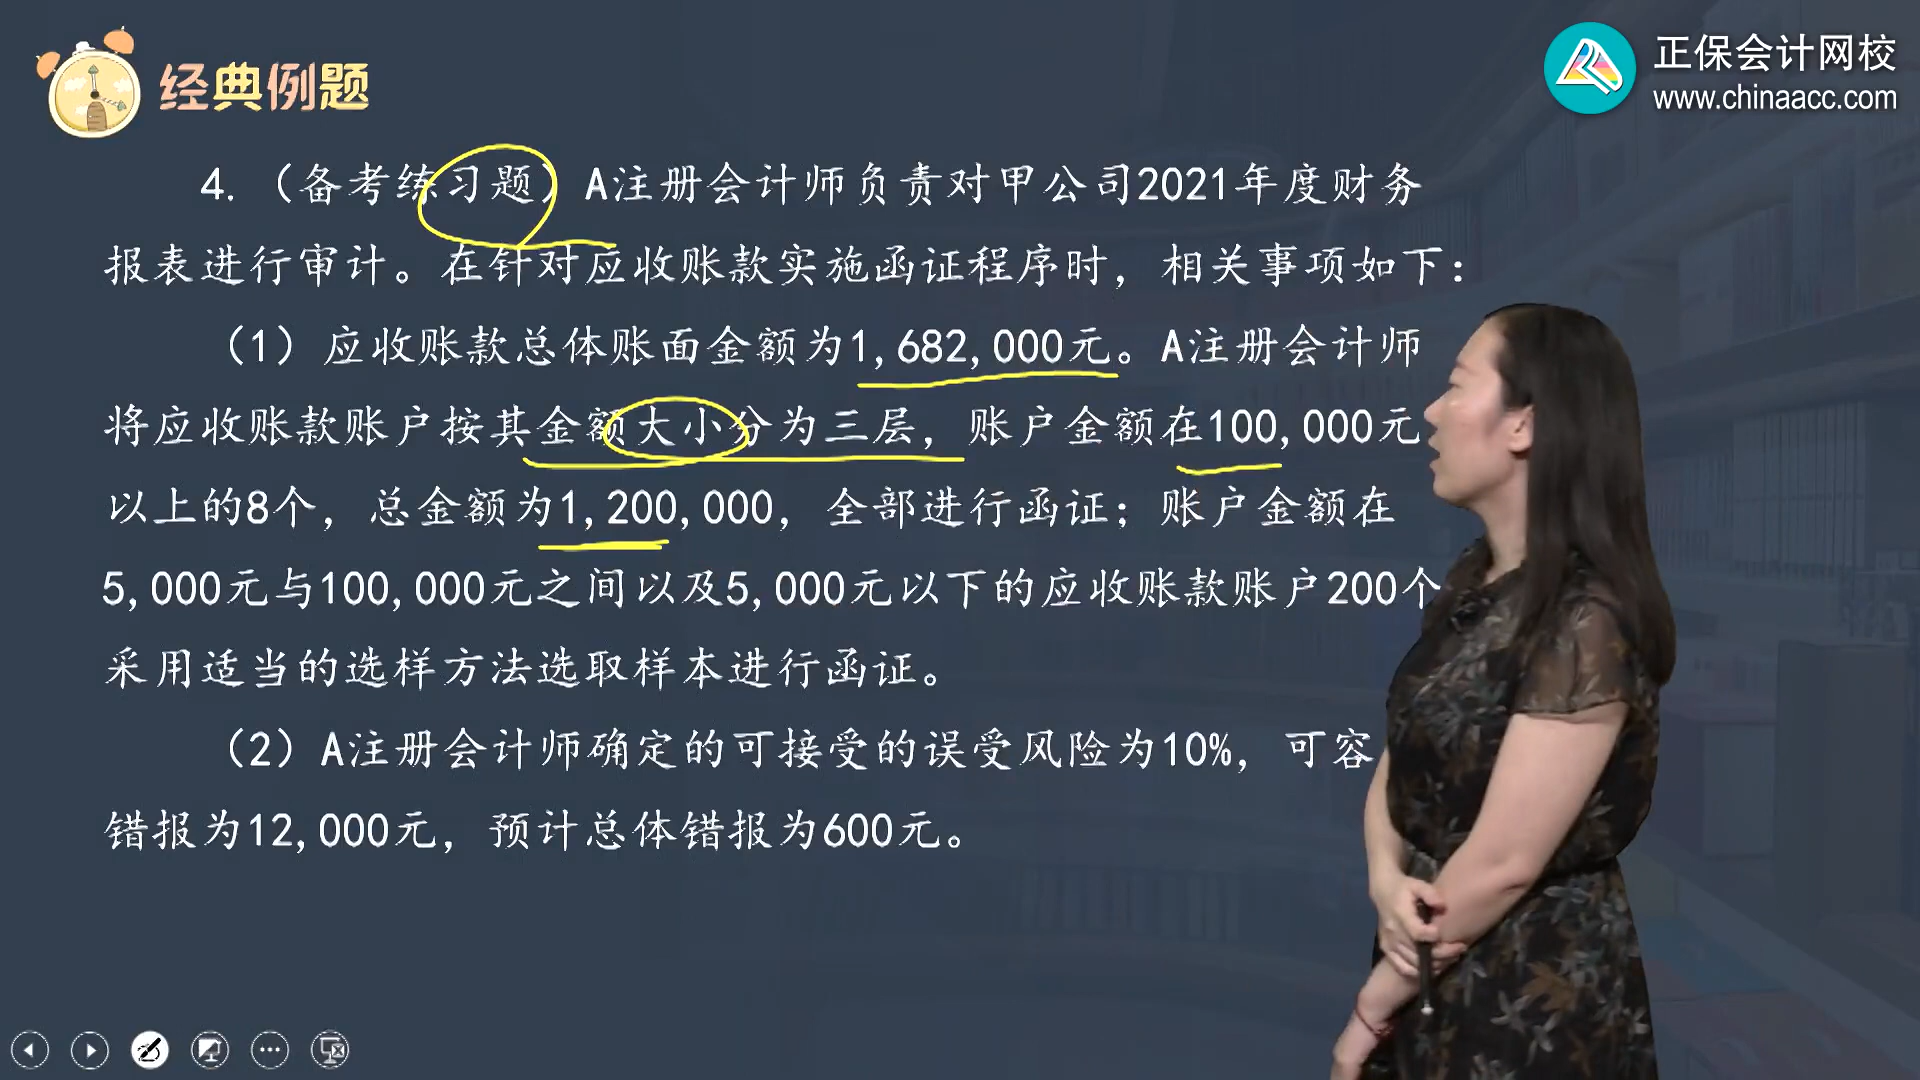 经典例题
正保会计网校
www.chinaacc.com
4.（备考练习题）A注册会计师负责对甲公司2021年度财务
报表进行审计。在针对应收账款实施函证程序时，相关事项如下：
（1）应收账款总体账面金额为1,682,000元。A注册会计师
将应收账款账户按其金额大小分为三层，账户金额在100,000元
以上的8个，总金额为1,200,000，全部进行函证；账户金额在
5,000元与100,000元之间以及5,000元以下的应收账款账户200个
采用适当的选样方法选取样本进行函证。
（2）A注册会计师确定的可接受的误受风险为10%，可容
错报为12,000元，预计总体错报为600元。